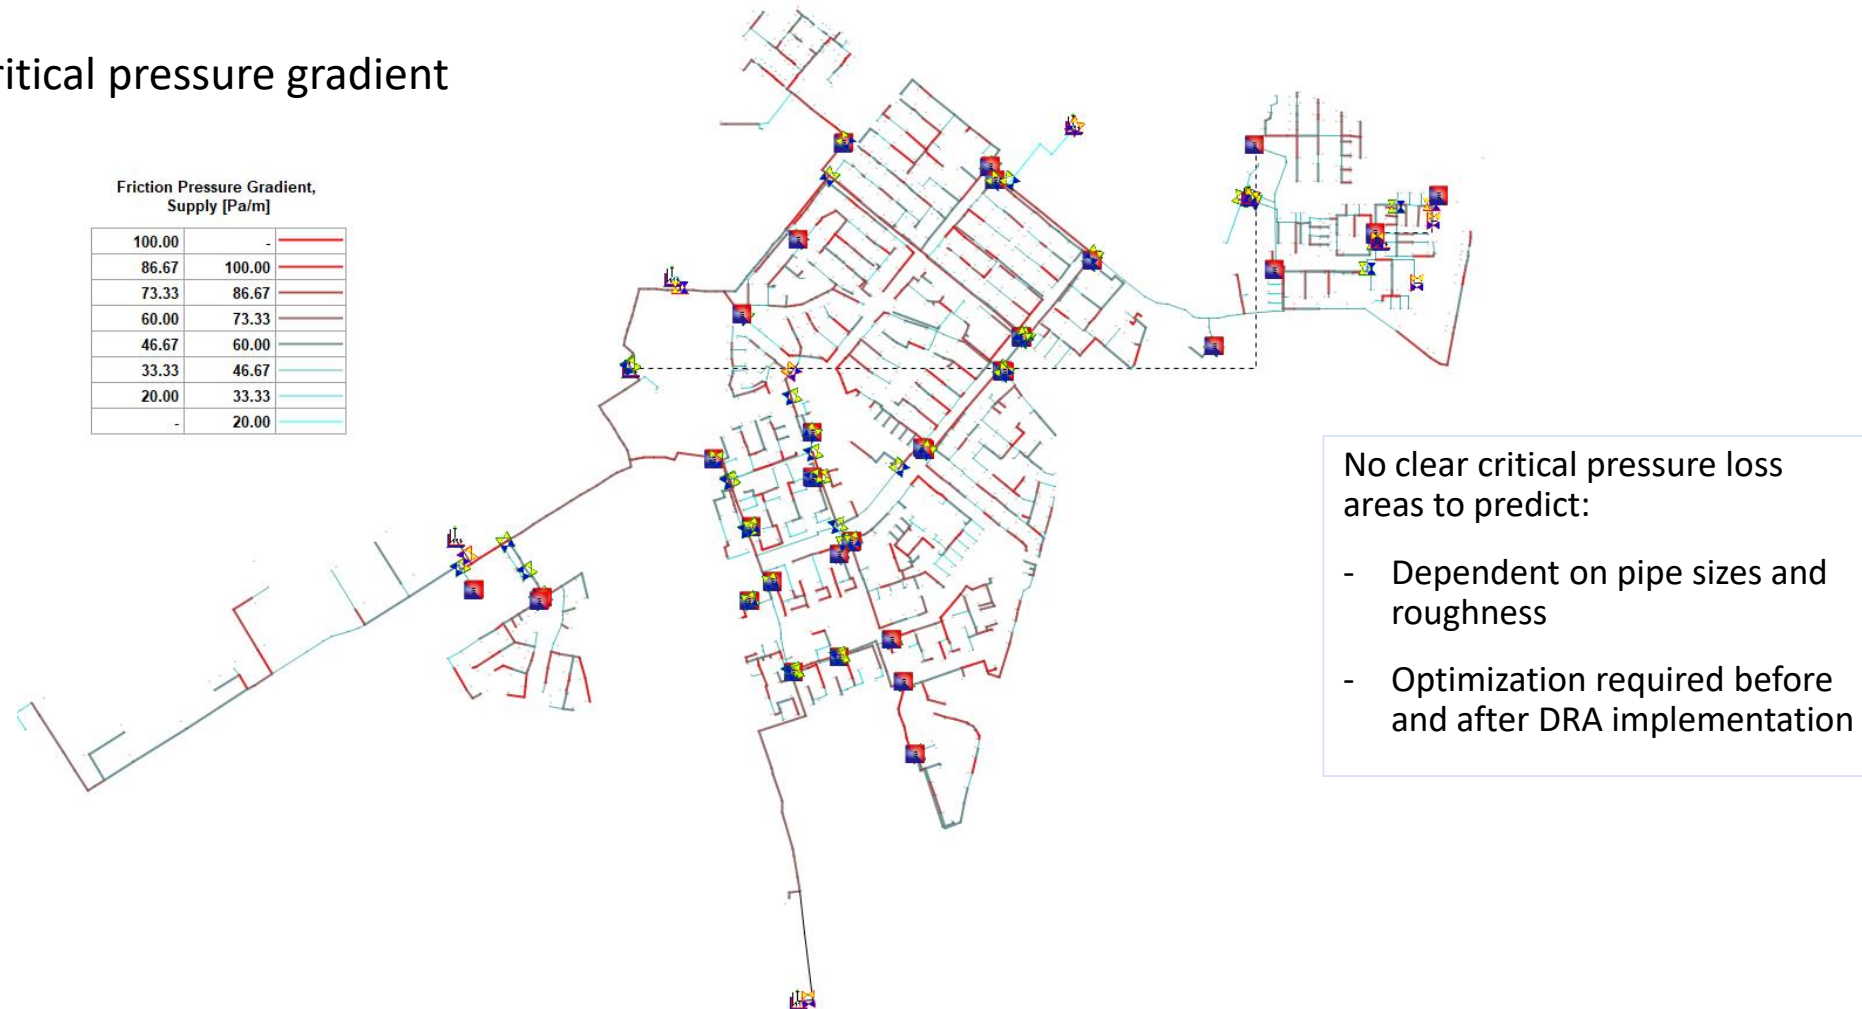 ritical pressure gradient
Friction Pressure Gradient,
Supply [Pa/m]
100.00 -
86.67 100.00
73.33 86.67
60.00 73.33
46.67 60.00
33.33 46.67
20.00 33.33
- 20.00
No clear critical pressure loss
areas to predict:
- Dependent on pipe sizes and
roughness
- Optimization required before
and after DRA implementation